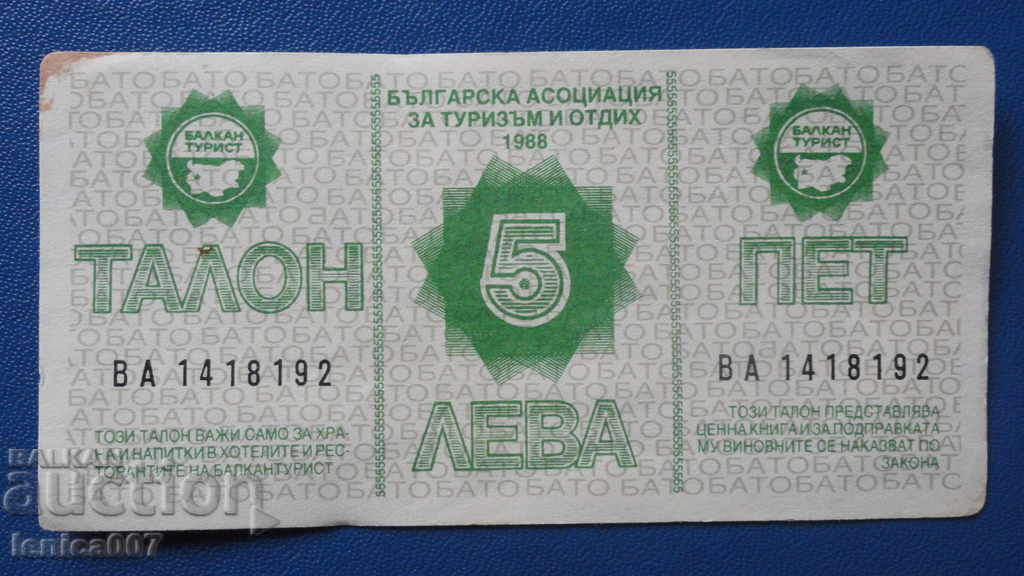 БЪЛГАРСКА АСОЦИАЦИЯ
ЗА ТУРИЗЪМ И ОТДИХ
1988
БАЛКАН
ТУРИСТ
БАЛКАН
ТУРИСТ
ТАЛОН
5
ПЕТ
ВА 1418192
ВА 1418192
ЛЕВА
ТОЗИ ТАЛОН ВАЖИ САМО ЗА ХРА-
ТА И НАПИТКИ В ХОТЕЛИТЕ И РЕС-
ТОРАНТИТЕ НА БАЛКАНТУРИСТ
ТОЗИ ТАЛОН ПРЕДСТАВЛЯВА
ЦЕННА КНИГА И ЗА ПОДПРАВКАТА
МУ ВИНОВНИТЕ СЕ НАКАЗВАТ ПО
ЗАКОНА
BALKAN
auction
lenica007